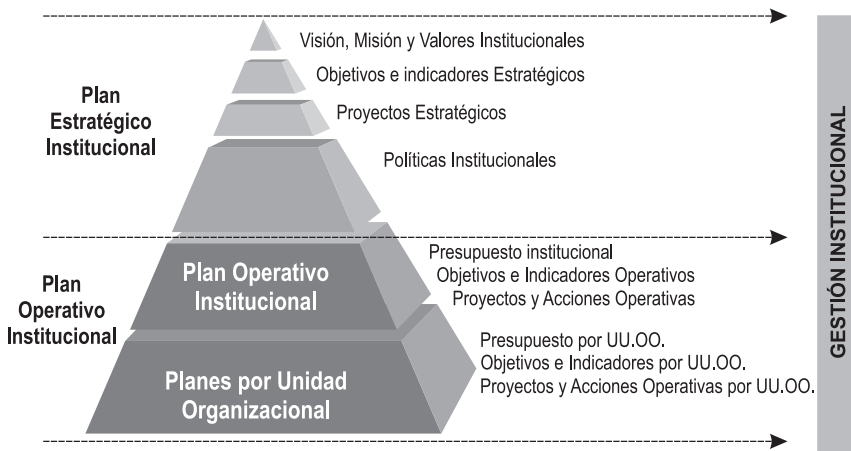 Visión, Misión y Valores Institucionales
Objetivos e indicadores Estratégicos
Proyectos Estratégicos
Políticas Institucionales
Plan
Estratégico
Institucional
Presupuesto institucional
Objetivos e Indicadores Operativos
Proyectos y Acciones Operativas
Plan Operativo
Institucional
Plan
Operativo
Institucional
Presupuesto por UU.OO.
Objetivos e Indicadores por UU.OO.
Proyectos y Acciones Operativas por UU.OO.
Planes por Unidad
Organizacional
GESTIÓN INSTITUCIONAL